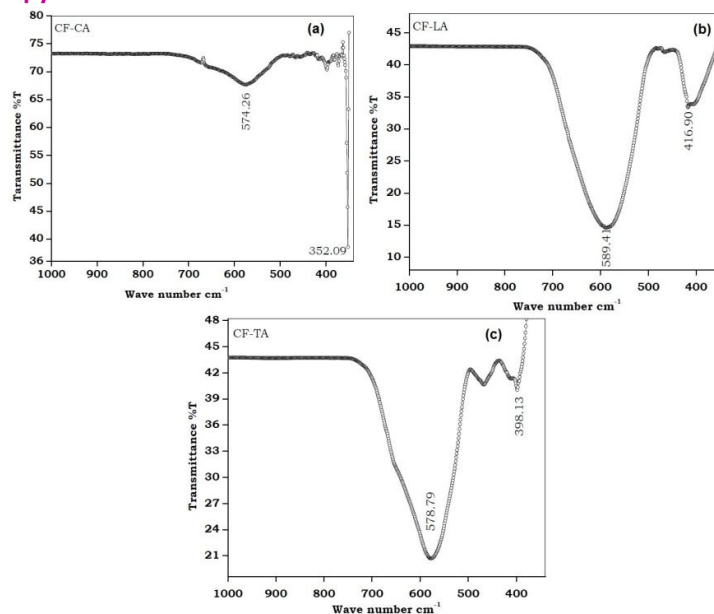 80
CF-CA
(a)
75
70
65
60
55
50
45
40
36
Taransmittance %T
574.26
352.09
1000 900 800 700 600 500 400
Wave number cm⁻¹
CF-LA
(b)
45
40
35
30
25
20
15
10
Transmittance %T
589.41
416.90
1000 900 800 700 600 500 400
Wave number cm⁻¹
48
CF-TA
(c)
45
42
39
36
33
30
27
24
21
Transmittance %T
578.79
398.13
1000 900 800 700 600 500 400
Wave number cm⁻¹